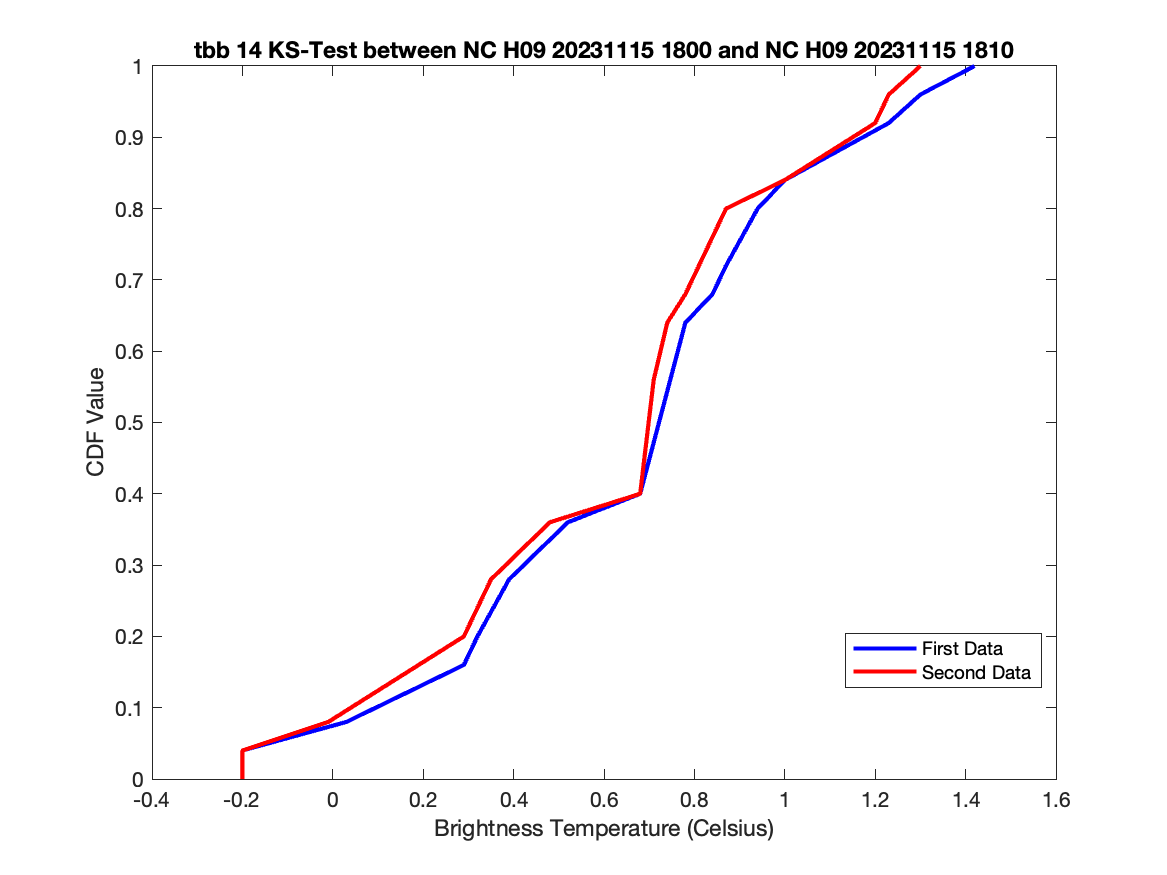 tbb 14 KS-Test between NC H09 20231115 1800 and NC H09 20231115 1810
1
0.9
0.8
0.7
0.6
0.5
0.4
0.3
0.2
0.1
0
CDF Value
First Data
Second Data
-0.4 -0.2 0 0.2 0.4 0.6 0.8 1 1.2 1.4 1.6
Brightness Temperature (Celsius)